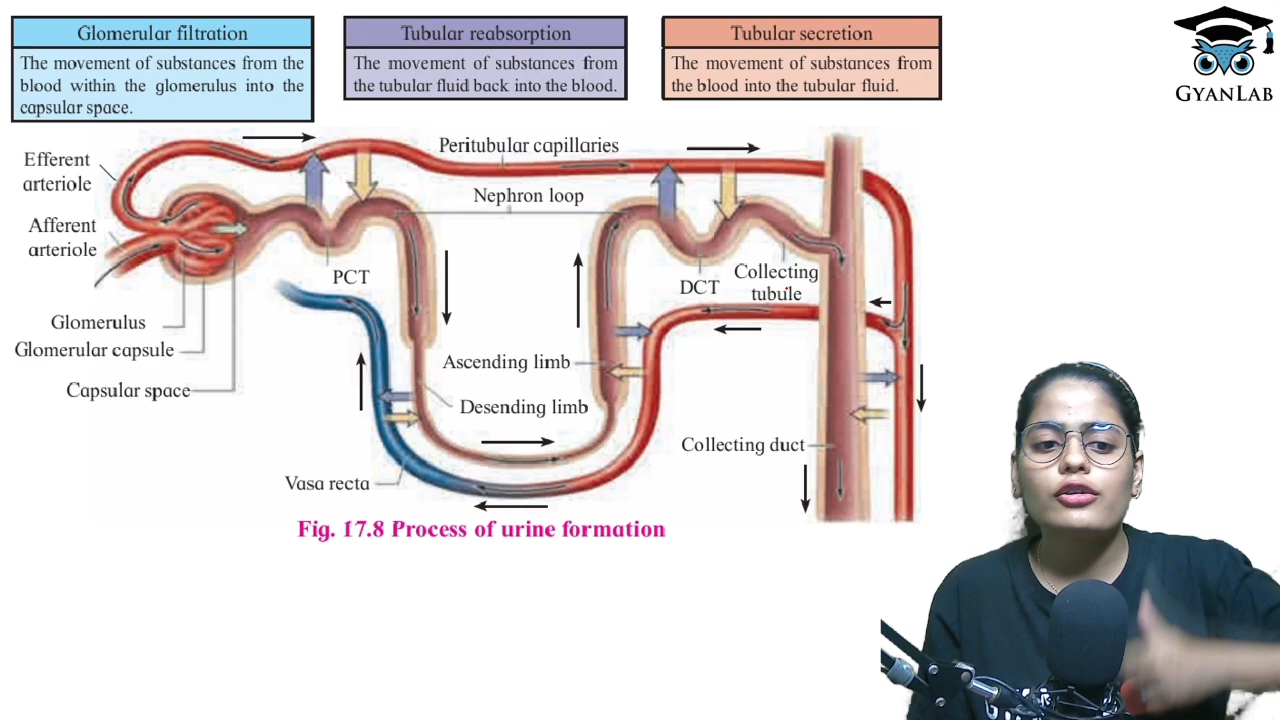 Glomerular filtration
The movement of substances from the
blood within the glomerulus into the
capsular space.
Tubular reabsorption
The movement of substances from
the tubular fluid back into the blood.
Tubular secretion
The movement of substances from
the blood into the tubular fluid.
GYANLAB
Efferent
arteriole
Afferent
arteriole
Peritubular capillaries
Nephron loop
PCT
DCT
Collecting
tubule
Glomerulus
Glomerular capsule
Capsular space
Ascending limb
Desending limb
Collecting duct
Vasa recta
Fig. 17.8 Process of urine formation